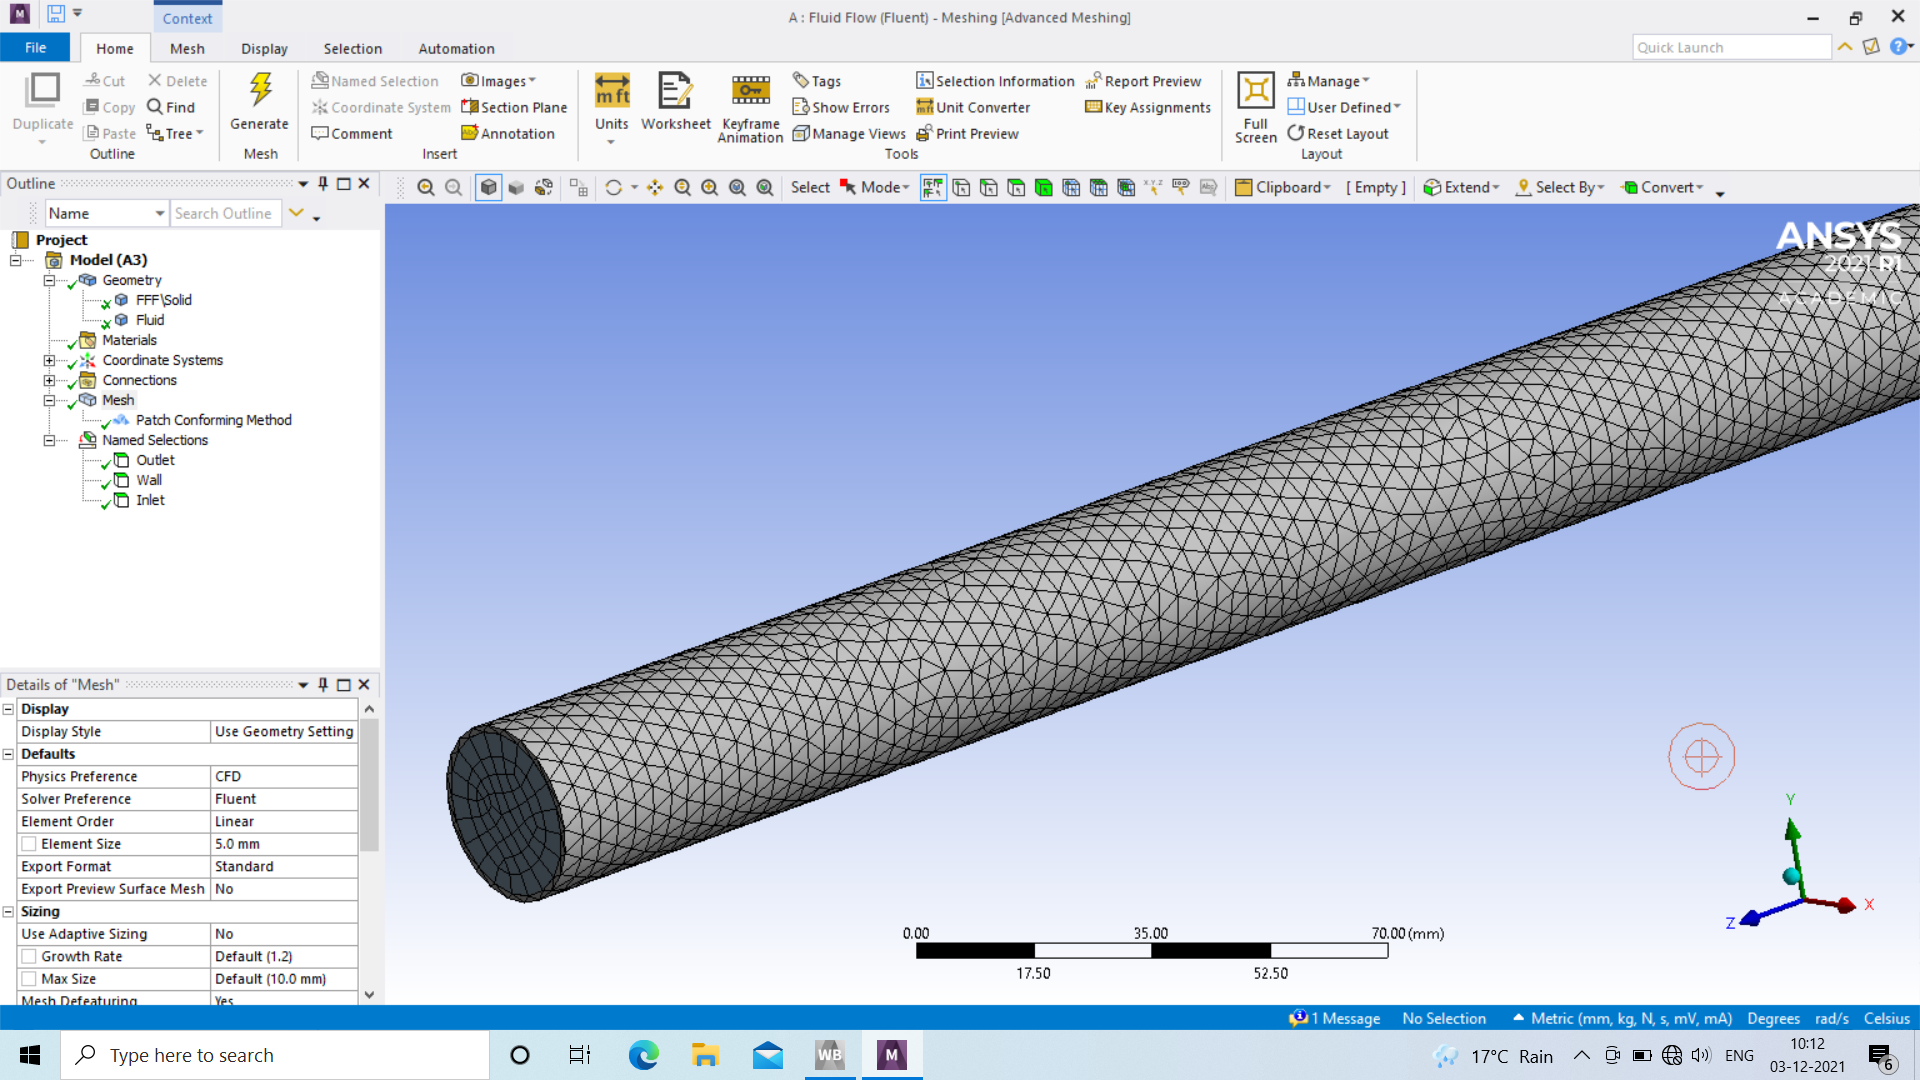 Context
A : Fluid Flow (Fluent) - Meshing [Advanced Meshing]
File Home Mesh Display Selection Automation
Quick Launch
Duplicate
Cut
Copy
Paste
Delete
Find
Tree
Outline
Generate
Mesh
Named Selection
Coordinate System
Comment
Images
Section Plane
Annotation
Insert
Units
Worksheet
Keyframe
Animation
Tags
Show Errors
Manage Views
Selection Information
Unit Converter
Print Preview
Report Preview
Key Assignments
Tools
Full
Screen
Manage
User Defined
Reset Layout
Layout
Outline
Select Mode Clipboard [ Empty ] Extend Select By Convert
Name Search Outline
Project
Model (A3)
Geometry
FFF\Solid
Fluid
Materials
Coordinate Systems
Connections
Mesh
Patch Conforming Method
Named Selections
Outlet
Wall
Inlet
ANSYS
2021 R1
ACADEMIC
Details of "Mesh"
Display
Display Style Use Geometry Setting
Defaults
Physics Preference CFD
Solver Preference Fluent
Element Order Linear
Element Size 5.0 mm
Export Format Standard
Export Preview Surface Mesh No
Sizing
Use Adaptive Sizing No
Growth Rate Default (1.2)
Max Size Default (10.0 mm)
Mesh Defeaturing Yes
0.00 35.00 70.00 (mm)
17.50 52.50
Y
X
Z
1 Message No Selection Metric (mm, kg, N, s, mV, mA) Degrees rad/s Celsius
Type here to search
WB
M
17°C Rain
ENG
10:12
03-12-2021
6